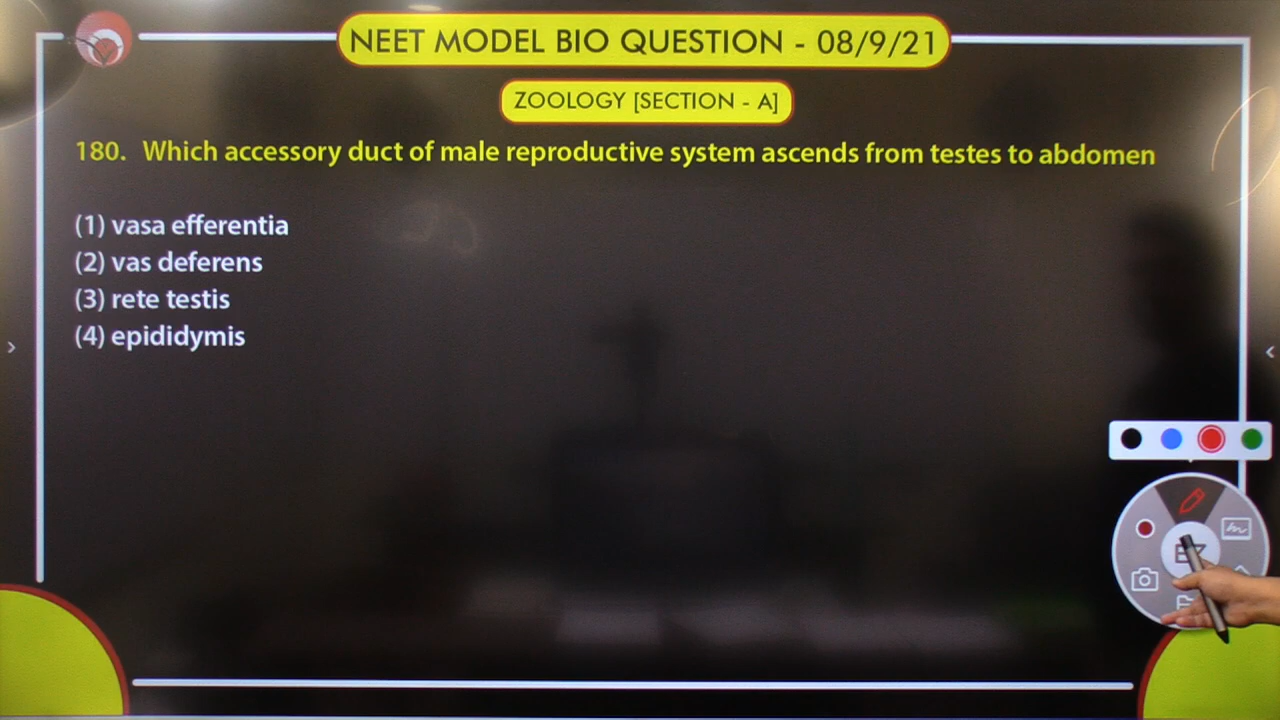 NEET MODEL BIO QUESTION - 08/9/21
ZOOLOGY [SECTION - A]
180. Which accessory duct of male reproductive system ascends from testes to abdomen
(1) vasa efferentia
(2) vas deferens
(3) rete testis
(4) epididymis